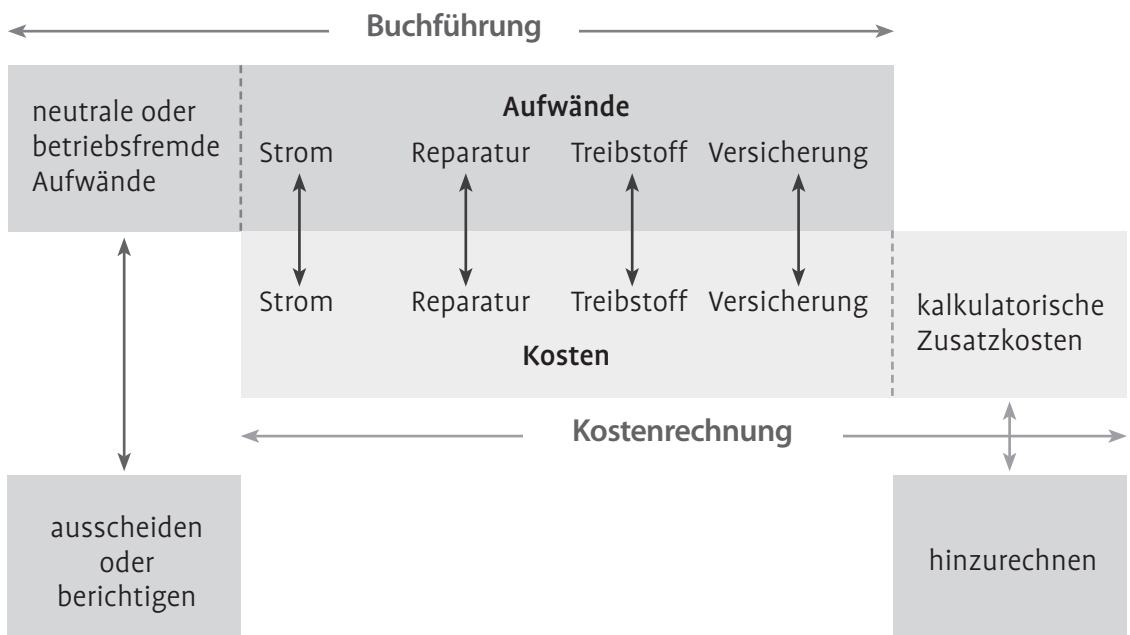 Buchführung
neutrale oder
betriebsfremde
Aufwände
Aufwände
Strom Reparatur Treibstoff Versicherung
Strom Reparatur Treibstoff Versicherung
Kosten
kalkulatorische
Zusatzkosten
Kostenrechnung
ausscheiden
oder
berichtigen
hinzurechnen